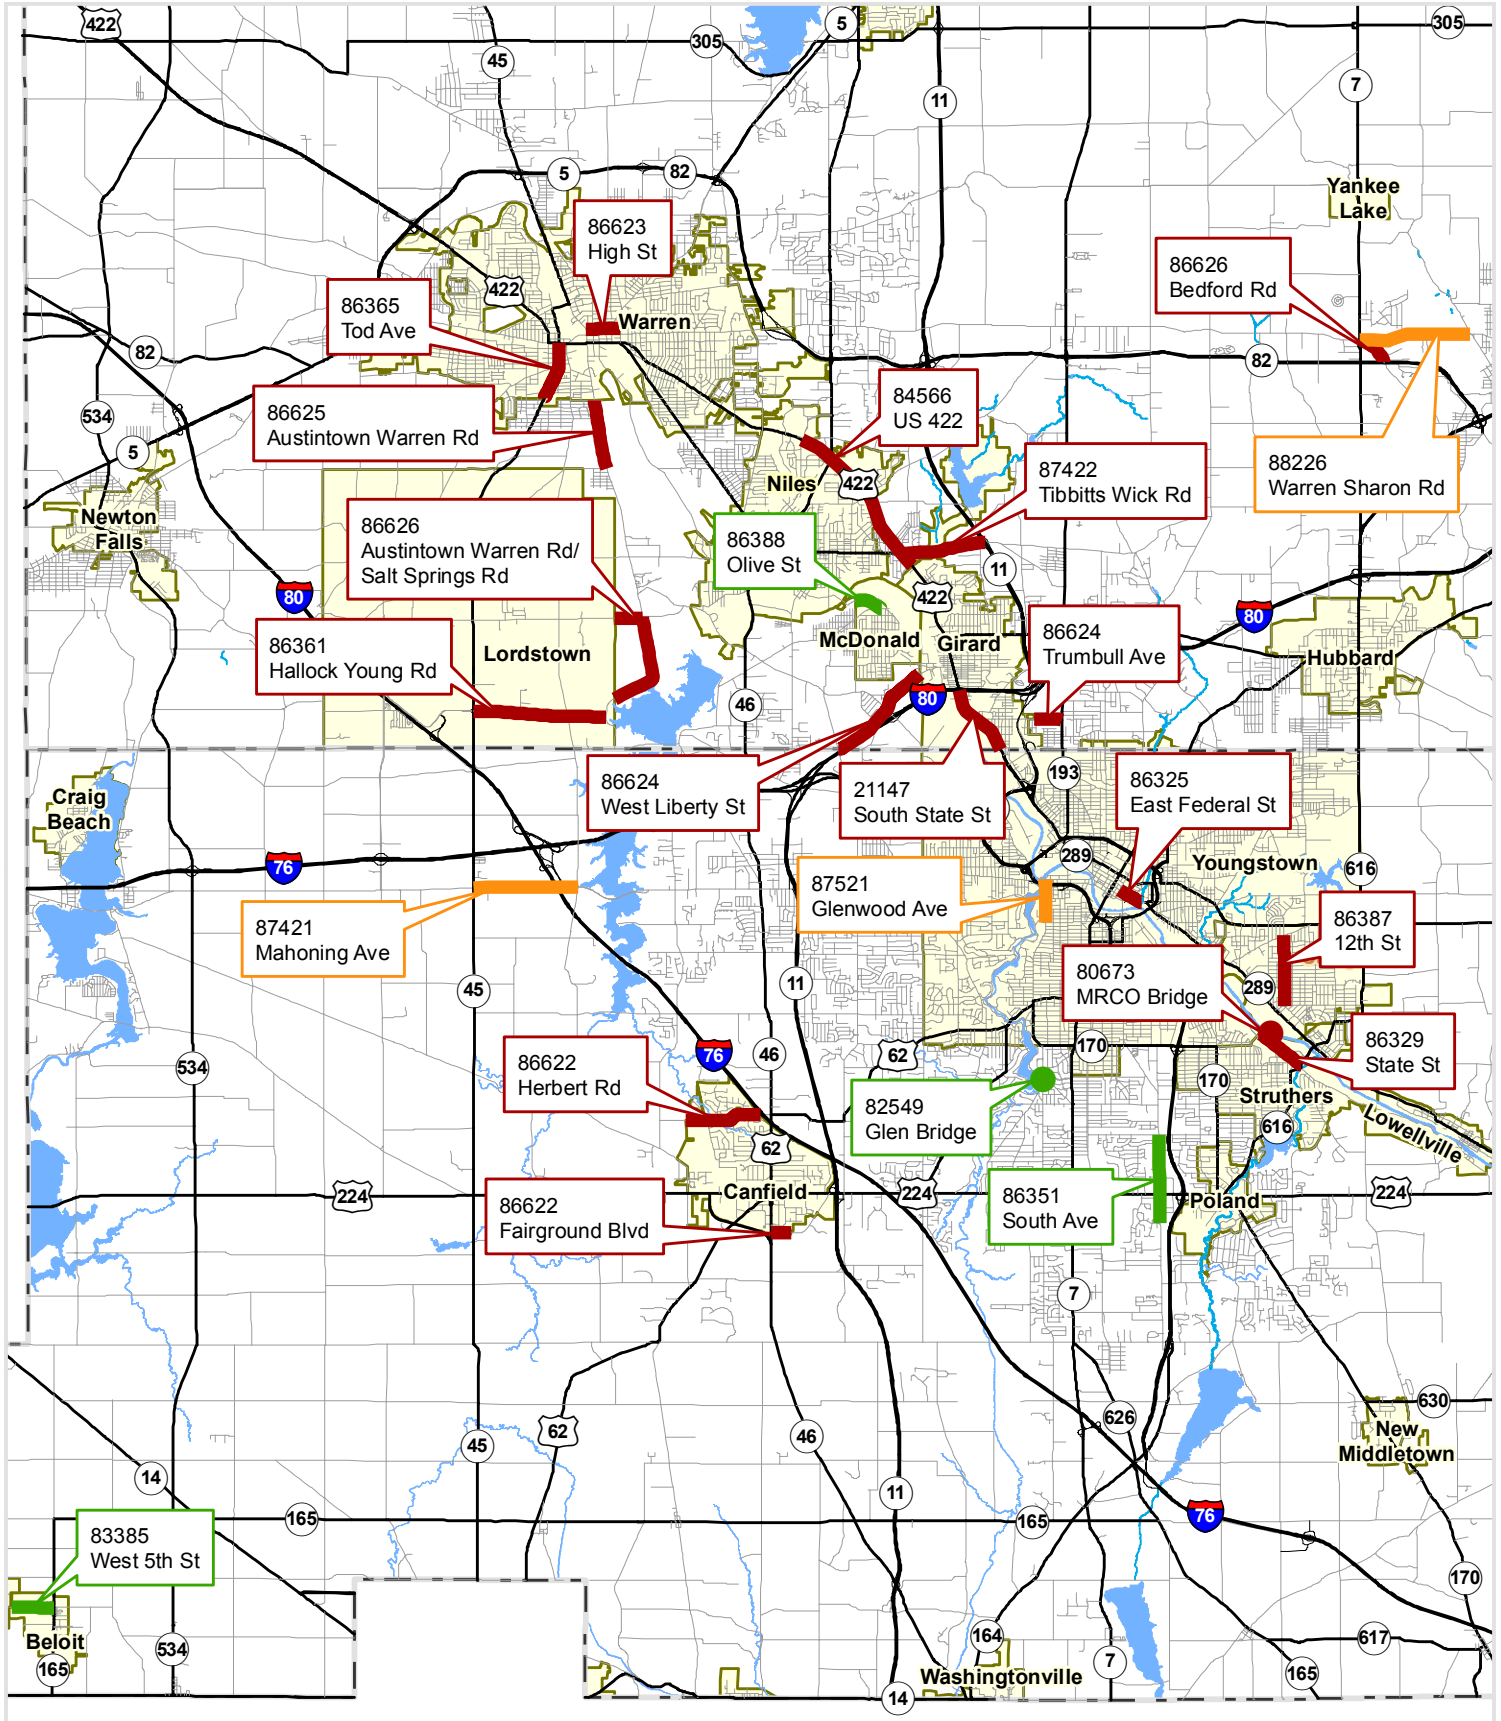 422
5
305
305
45
7
11
5
82
Yankee
Lake
86623
High St
86626
Bedford Rd
422
86365
Tod Ave
Warren
82
82
84566
US 422
534
86625
Austintown Warren Rd
5
87422
Tibbitts Wick Rd
88226
Warren Sharon Rd
Niles
422
Newton
Falls
86626
Austintown Warren Rd/
Salt Springs Rd
86388
Olive St
11
80
422
80
McDonald
Girard
86624
Trumbull Ave
86361
Hallock Young Rd
Lordstown
Hubbard
80
46
86624
West Liberty St
21147
South State St
193
86325
East Federal St
Craig
Beach
76
289
Youngstown
616
87521
Glenwood Ave
87421
Mahoning Ave
86387
12th St
80673
MRCO Bridge
45
11
289
534
76
46
62
170
86329
State St
86622
Herbert Rd
170
82549
Glen Bridge
Struthers
616
Lowellville
62
224
Canfield
224
224
86622
Fairground Blvd
86351
South Ave
Poland
7
630
626
62
45
46
New
Middletown
14
11
165
165
76
83385
West 5th St
170
Beloit
165
534
164
617
7
165
Washingtonville
14